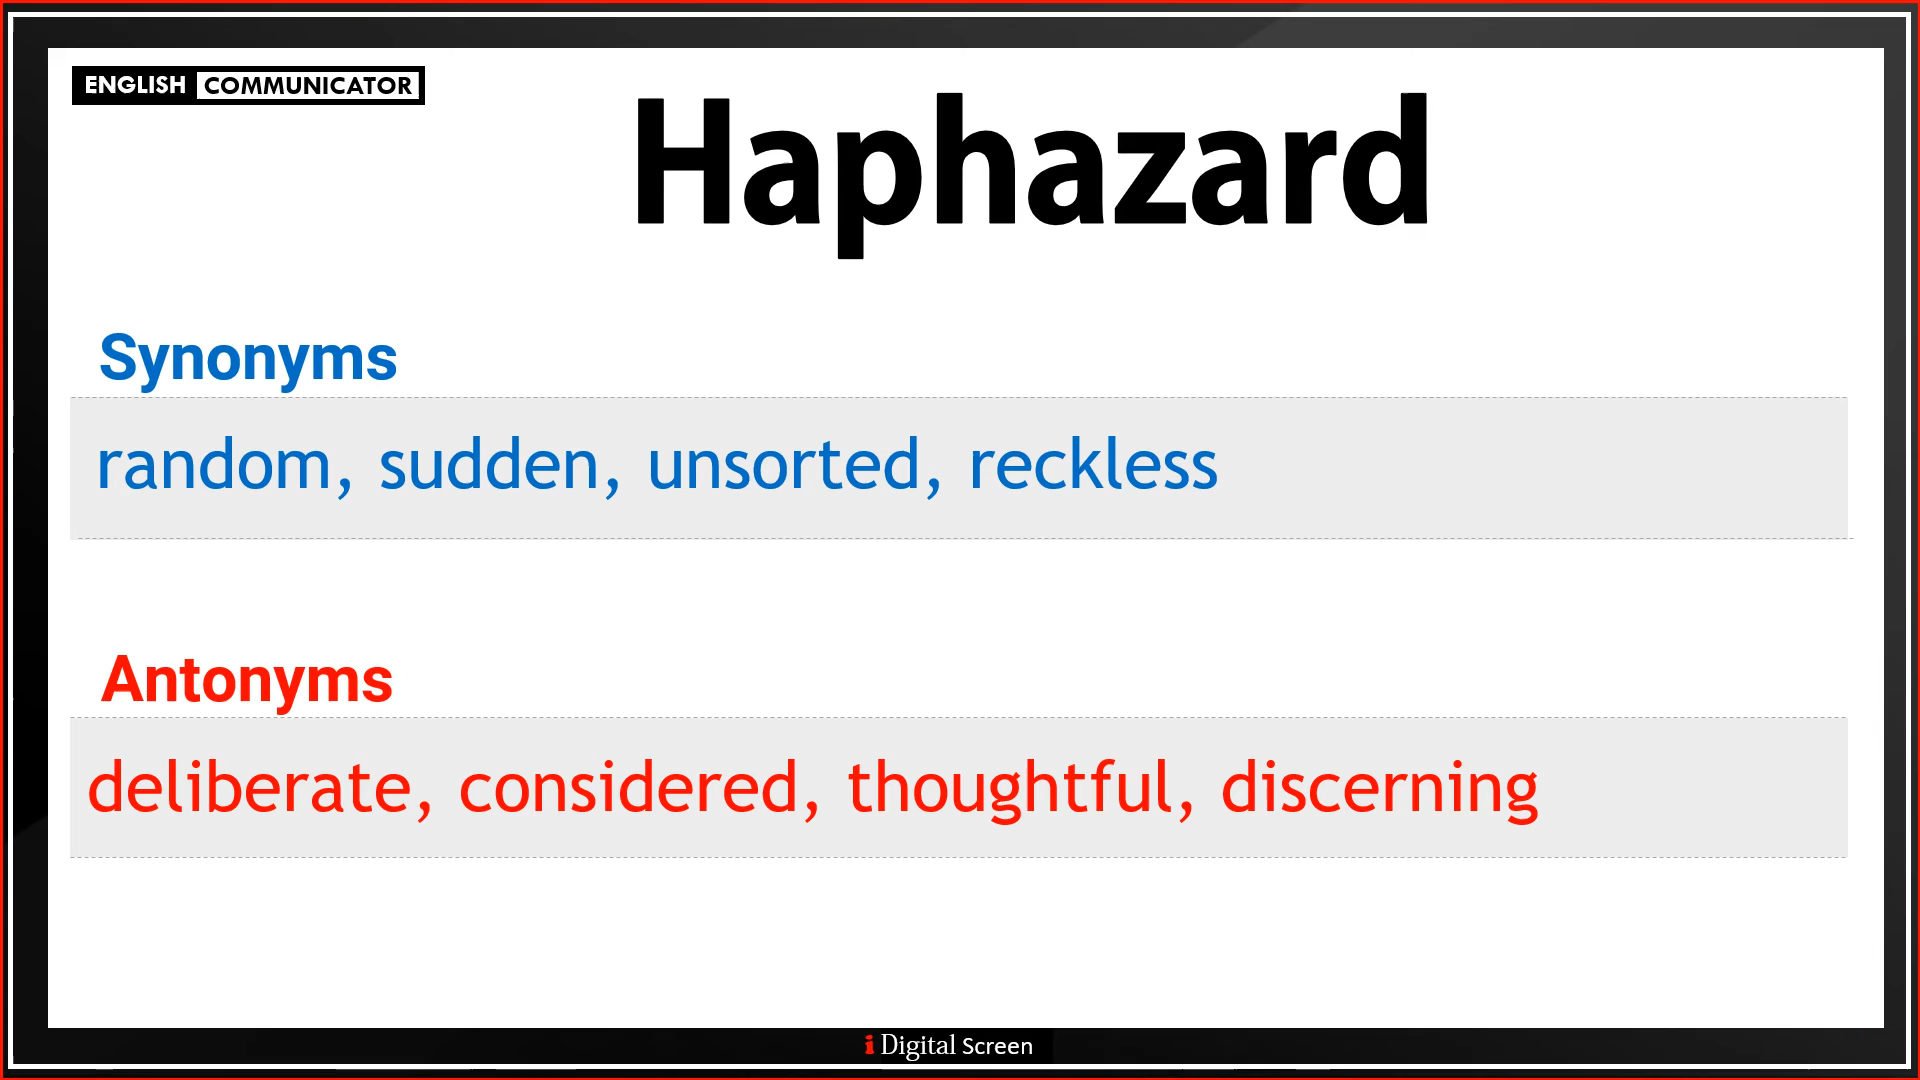 ENGLISH COMMUNICATOR
Haphazard
Synonyms
random, sudden, unsorted, reckless
Antonyms
deliberate, considered, thoughtful, discerning
i Digital Screen